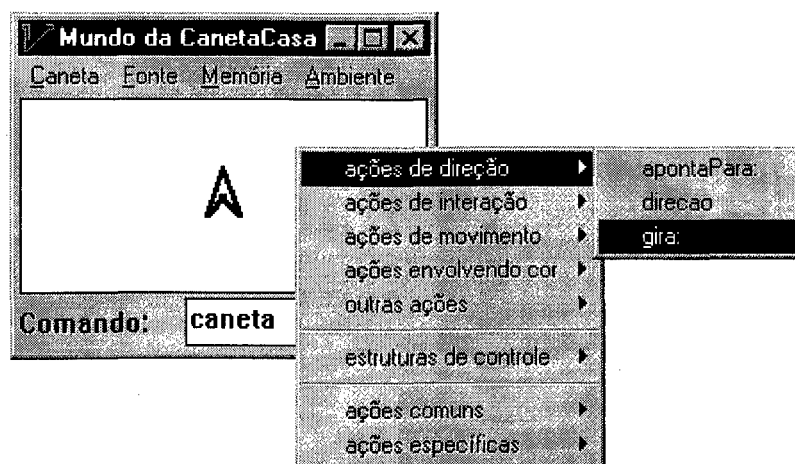 Mundo da CanetaCasa
Caneta Fonte Memória Ambiente
ações de direção
ações de interação
ações de movimento
ações envolvendo cor
outras ações
estruturas de controle
ações comuns
ações específicas
apontaPara:
direcao
gira:
Comando: caneta